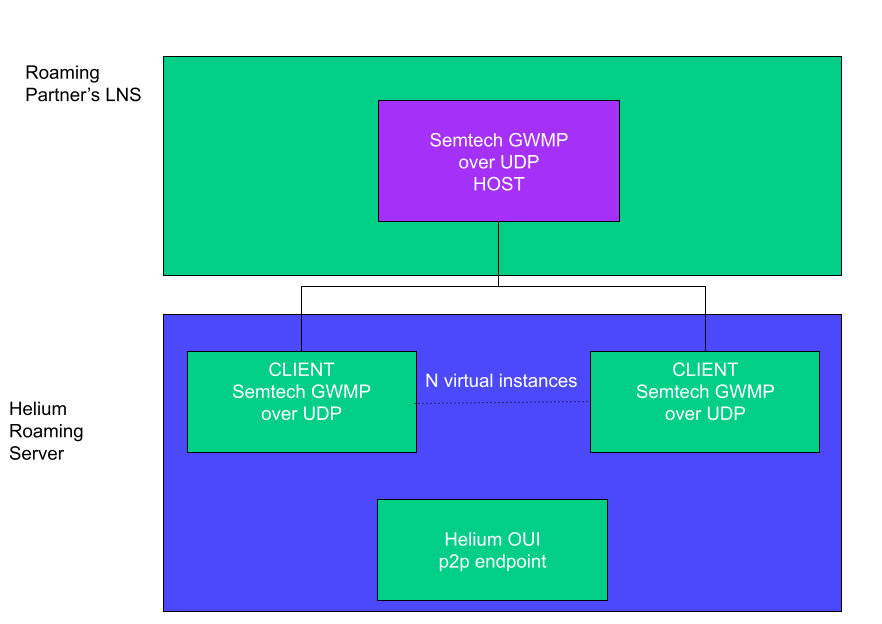 Roaming
Partner’s LNS
Semtech GWMP
over UDP
HOST
Helium
Roaming
Server
CLIENT
Semtech GWMP
over UDP
N virtual instances
CLIENT
Semtech GWMP
over UDP
Helium OUI
p2p endpoint